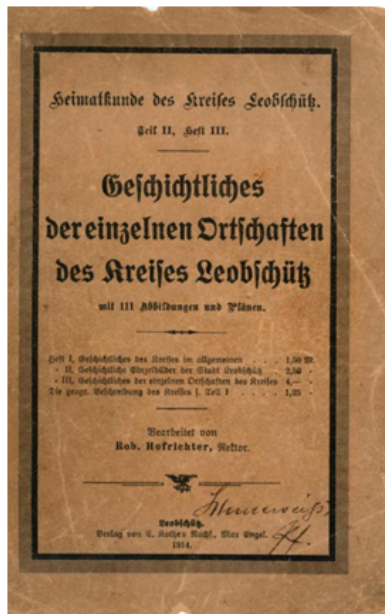 Heimatkunde des Kreises Leobschütz.
Teil II, Heft III.
Geschichtliches
der einzelnen Ortschaften
des Kreises Leobschütz
mit 111 Abbildungen und Plänen.
Heft I, Geschichtliches des Kreises im allgemeinen . . . . 1,50 M.
" II, Geschichtliche Einzelbilder der Stadt Leobschütz 2,50 "
" III, Geschichtliches der einzelnen Ortschaften des Kreises 4,— "
Die geogr. Beschreibung des Kreises s. Teil I . . . . . 1,25 "
Bearbeitet von
Rob. Hofrichter, Rektor.
Leobschütz.
Verlag von C. Kothes Nachf., Max Engel.
1914.